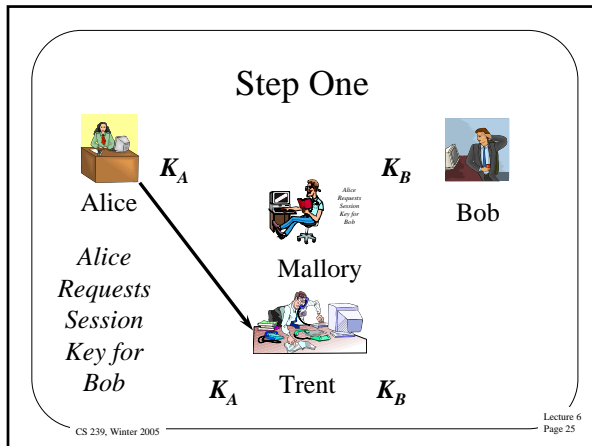 Step One
K_A
K_B
Alice
Bob
Alice
Requests
Session
Key for
Bob
Mallory
Alice
Requests
Session
Key for
Bob
K_A
Trent
K_B
CS 239, Winter 2005
Lecture 6
Page 25